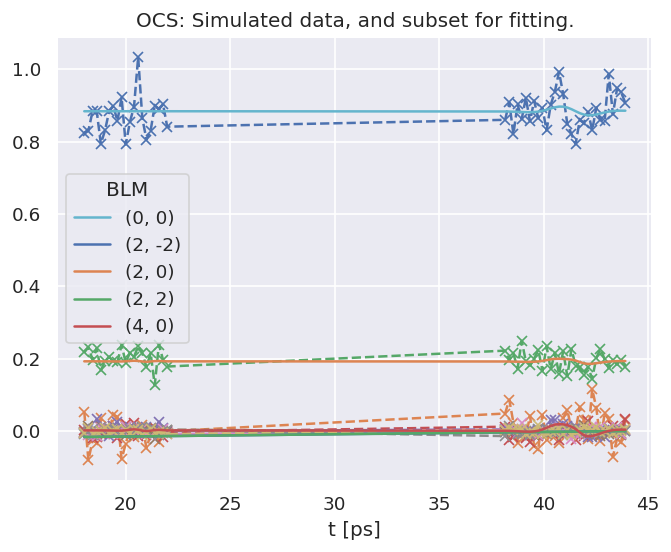 OCS: Simulated data, and subset for fitting.
1.0
0.8
0.6
0.4
0.2
0.0
BLM
(0, 0)
(2, -2)
(2, 0)
(2, 2)
(4, 0)
20 25 30 35 40 45
t [ps]